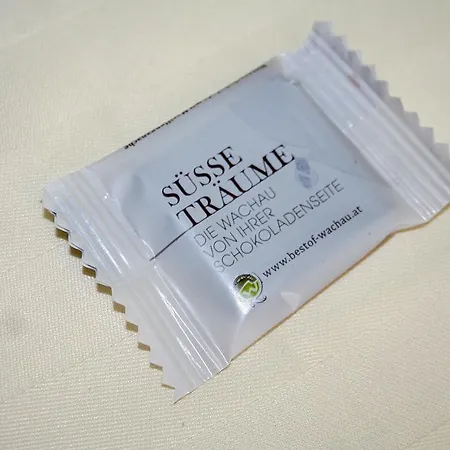 SÜSSE
TRÄUME
DIE WACHAU
VON IHRER
SCHOKOLADENSEITE
www.bestof-wachau.at